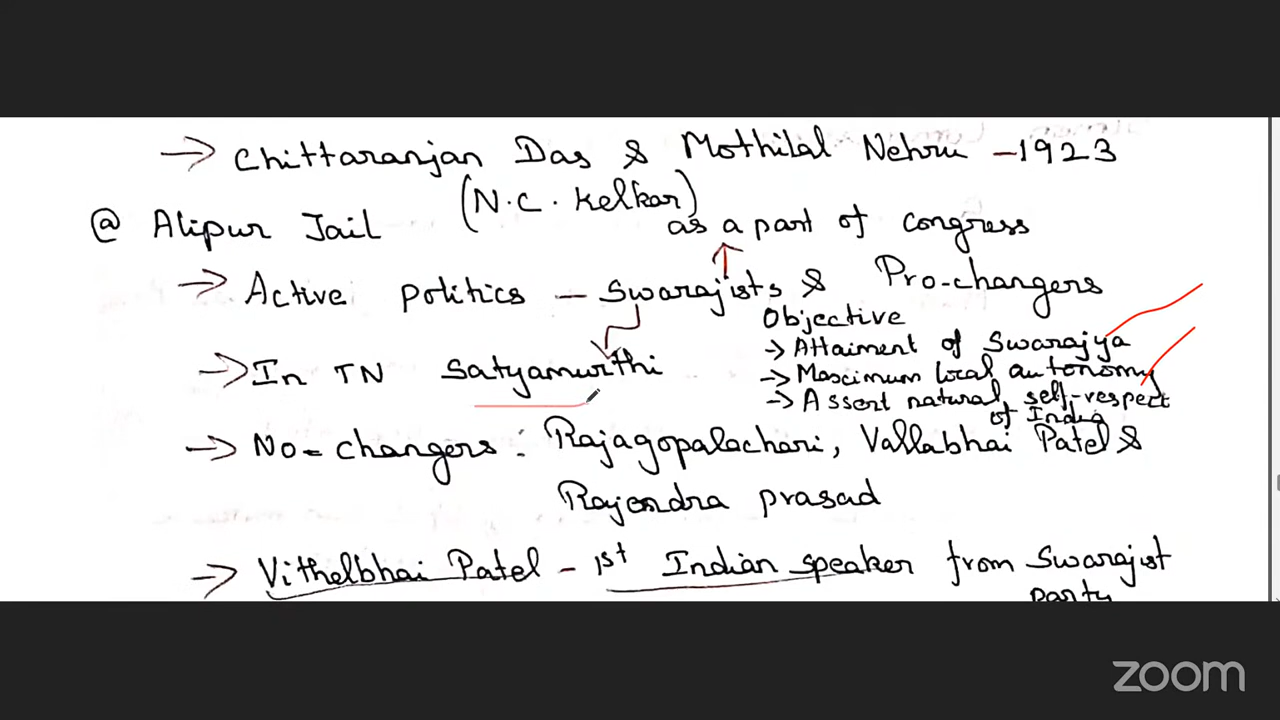 → Chittaranjan Das & Mothilal Nehru - 1923
(N.C. Kelkar)
@ Alipur Jail
as a part of congress
→ Active politics - Swarajists & Pro-changers
Objective
→ Attaiment of Swarajya
→ Maximum local autonomy
→ Assert natural self-respect
of India
→ In TN Satyamurthi
→ No-changers : Rajagopalachari, Vallabhai Patel &
Rajendra prasad
→ Vithelbhai Patel - 1st Indian speaker from Swarajist
party
zoom